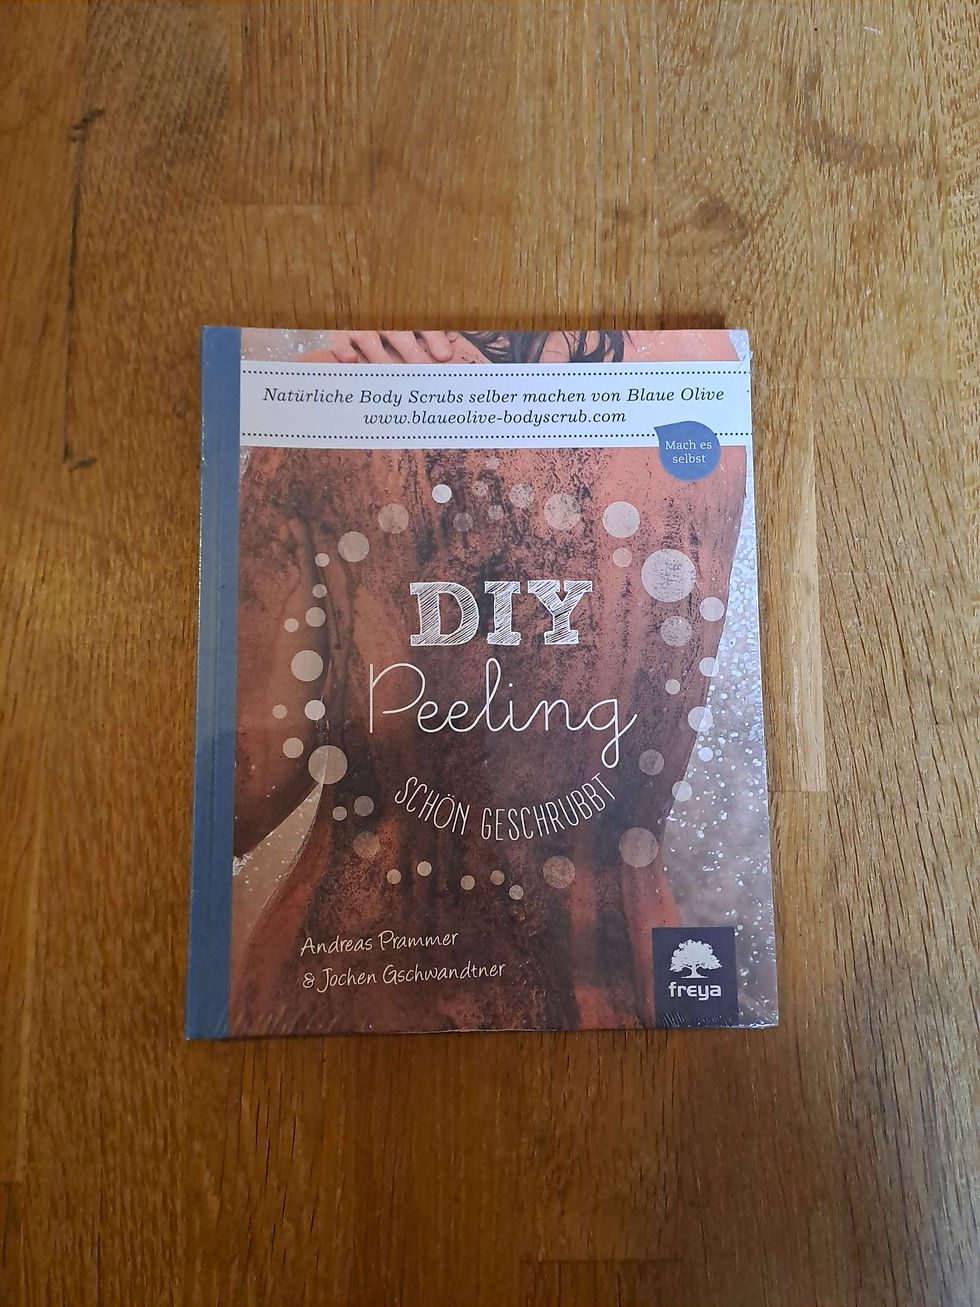 Natürliche Body Scrubs selber machen von Blaue Olive
www.blaueolive-bodyscrub.com
Mach es
selbst
DIY
Peeling
SCHÖN GESCHRUBBT
Andreas Prammer
& Jochen Gschwandtner
freya